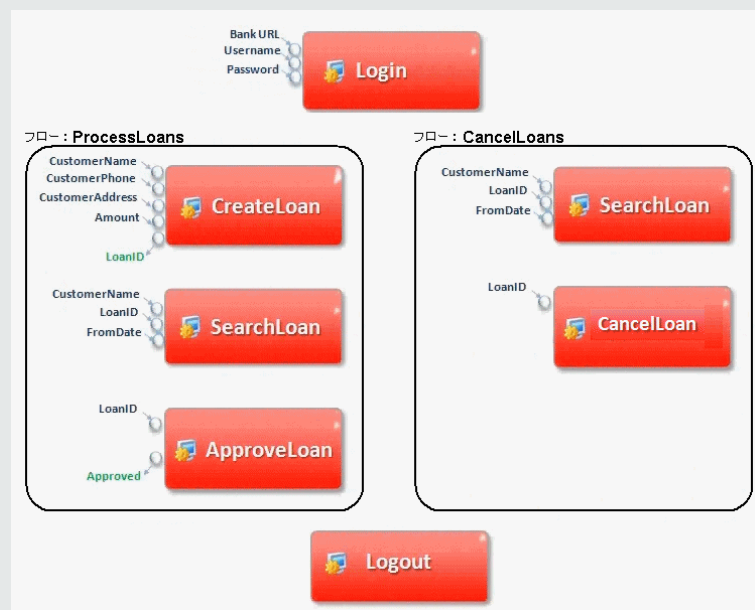 Bank URL
Username
Password
Login
フロー：ProcessLoans
CustomerName
CustomerPhone
CustomerAddress
Amount
LoanID
CreateLoan
CustomerName
LoanID
FromDate
SearchLoan
LoanID
Approved
ApproveLoan
フロー：CancelLoans
CustomerName
LoanID
FromDate
SearchLoan
LoanID
CancelLoan
Logout